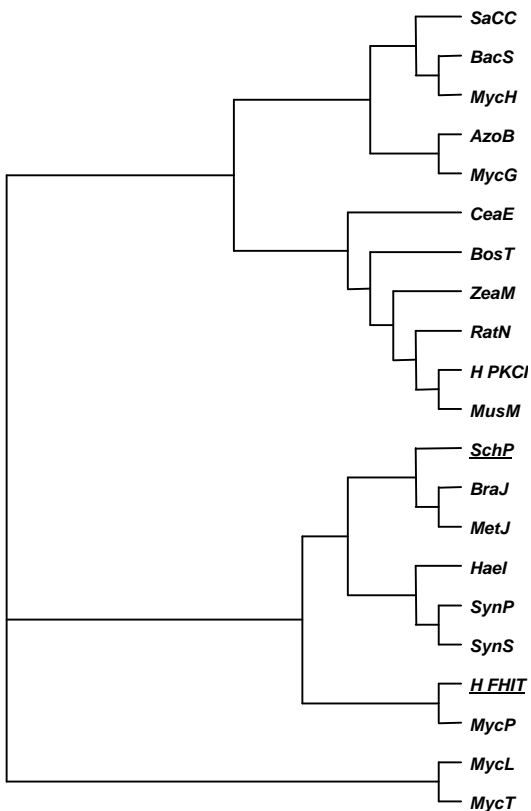 SaCC
BacS
MycH
AzoB
MycG
CeaE
BosT
ZeaM
RatN
H PKCI
MusM
SchP
BraJ
MetJ
HaeI
SynP
SynS
H FHIT
MycP
MycL
MycT